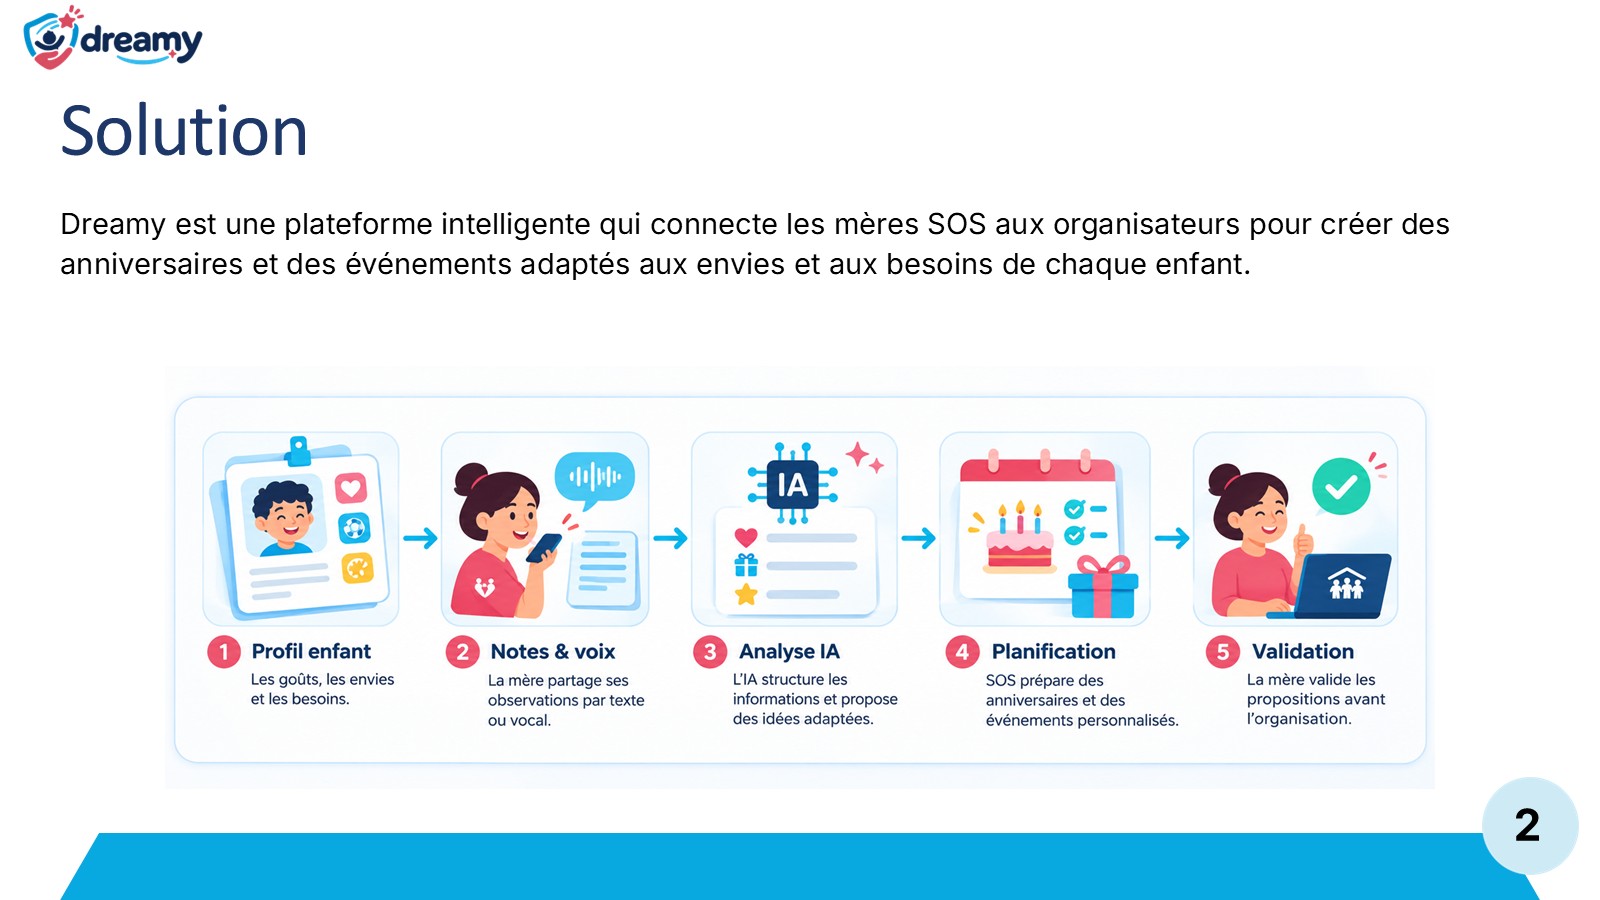 dreamy
Solution
Dreamy est une plateforme intelligente qui connecte les mères SOS aux organisateurs pour créer des
anniversaires et des événements adaptés aux envies et aux besoins de chaque enfant.
IA
1 Profil enfant
Les goûts, les envies
et les besoins.
2 Notes & voix
La mère partage ses
observations par texte
ou vocal.
3 Analyse IA
L'IA structure les
informations et propose
des idées adaptées.
4 Planification
SOS prépare des
anniversaires et des
événements personnalisés.
5 Validation
La mère valide les
propositions avant
l'organisation.
2